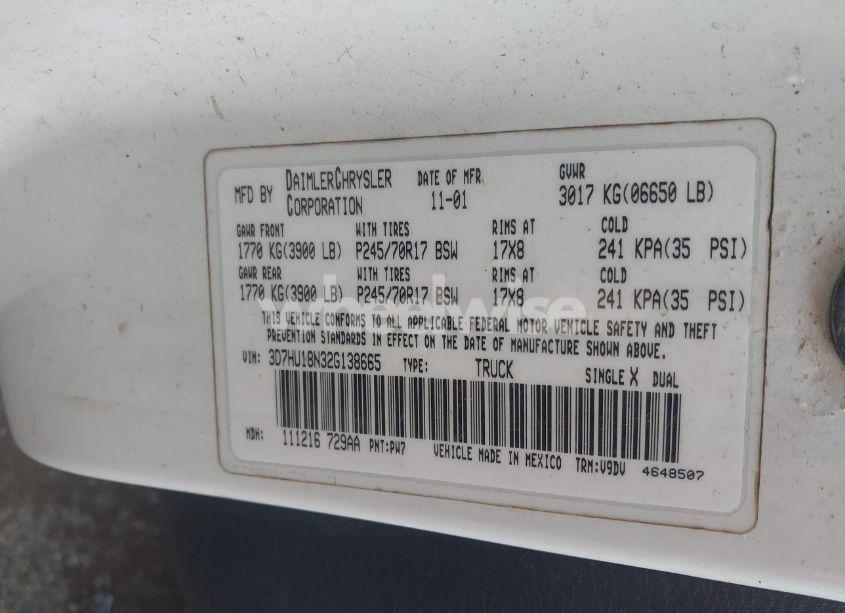 MFD BY DAIMLERCHRYSLER CORPORATION DATE OF MFR 11-01 GVWR 3017 KG(06650 LB)
GAWR FRONT WITH TIRES RIMS AT COLD
1770 KG(3900 LB) P245/70R17 BSW 17X8 241 KPA(35 PSI)
GAWR REAR WITH TIRES RIMS AT COLD
1770 KG(3900 LB) P245/70R17 BSW 17X8 241 KPA(35 PSI)
THIS VEHICLE CONFORMS TO ALL APPLICABLE FEDERAL MOTOR VEHICLE SAFETY AND THEFT
PREVENTION STANDARDS IN EFFECT ON THE DATE OF MANUFACTURE SHOWN ABOVE.
VIN: 3D7HU18N32G138665 TYPE: TRUCK SINGLE X DUAL
MDH: 111216 729AA PNT:PW7 VEHICLE MADE IN MEXICO TRM:V9DV 4648507
wheelwise